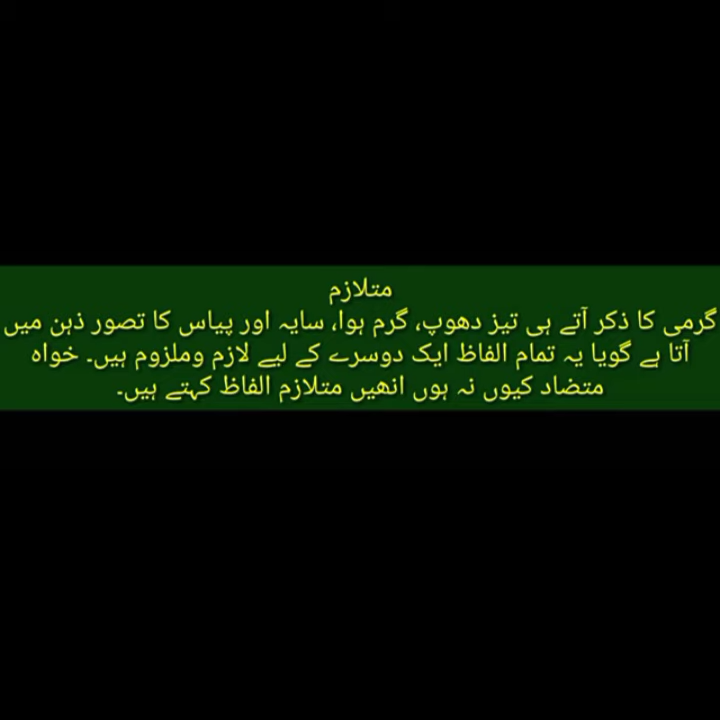 متلازم
گرمی کا ذکر آتے ہی تیز دھوپ، گرم ہوا، سایہ اور پیاس کا تصور ذہن میں
آتا ہے گویا یہ تمام الفاظ ایک دوسرے کے لیے لازم وملزوم ہیں۔ خواہ
متضاد کیوں نہ ہوں انھیں متلازم الفاظ کہتے ہیں۔